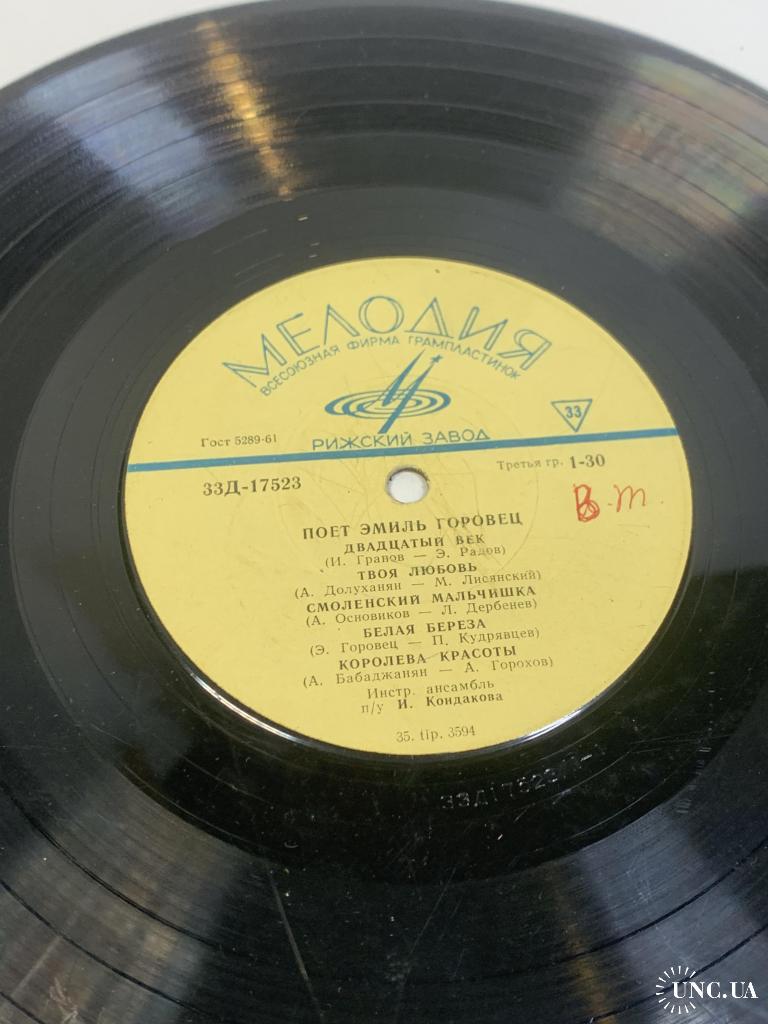 МЕЛОДИЯ
ВСЕСОЮЗНАЯ ФИРМА ГРАМПЛАСТИНОК
33
Гост 5289-61
РИЖСКИЙ ЗАВОД
33Д-17523
Третья гр. 1-30
В.т.
ПОЕТ ЭМИЛЬ ГОРОВЕЦ
ДВАДЦАТЫЙ ВЕК
(И. Гранов — Э. Радов)
ТВОЯ ЛЮБОВЬ
(А. Долуханян — М. Лисянский)
СМОЛЕНСКИЙ МАЛЬЧИШКА
(А. Основиков — Л. Дербенев)
БЕЛАЯ БЕРЕЗА
(Э. Горовец — П. Кудрявцев)
КОРОЛЕВА КРАСОТЫ
(А. Бабаджанян — А. Горохов)
Инстр. ансамбль
п/у И. Кондакова
35. tip. 3594
UNC.UA